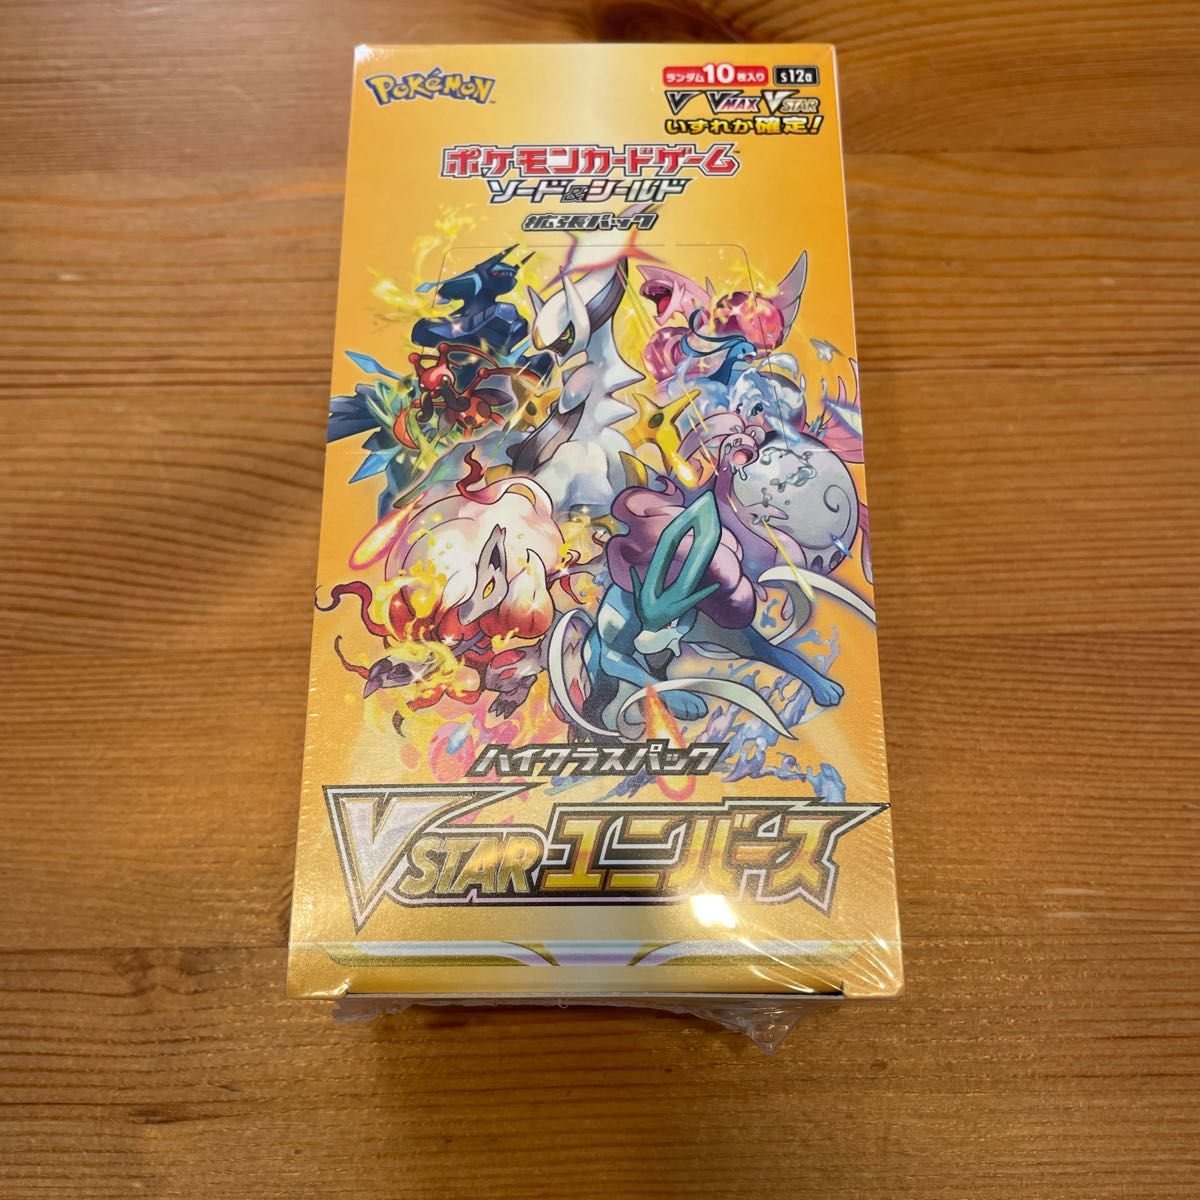 POKéMON™
ランダム10枚入り s12a
V VMAX VSTAR
いずれか確定!
ポケモンカードゲーム™
ソード&シールド
拡張パック
ハイクラスパック
VSTARユニバース